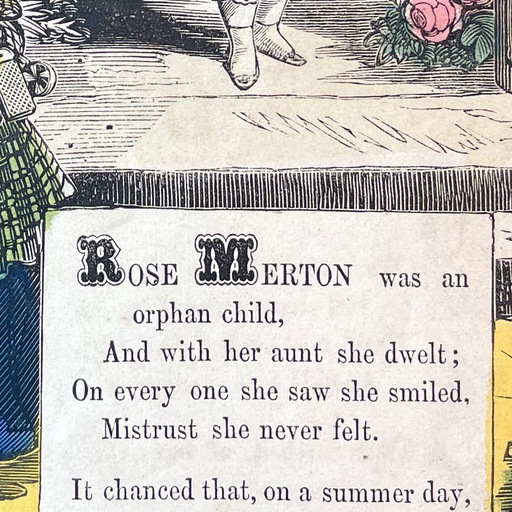 ROSE MERTON was an
orphan child,
And with her aunt she dwelt;
On every one she saw she smiled,
Mistrust she never felt.
It chanced that, on a summer day,